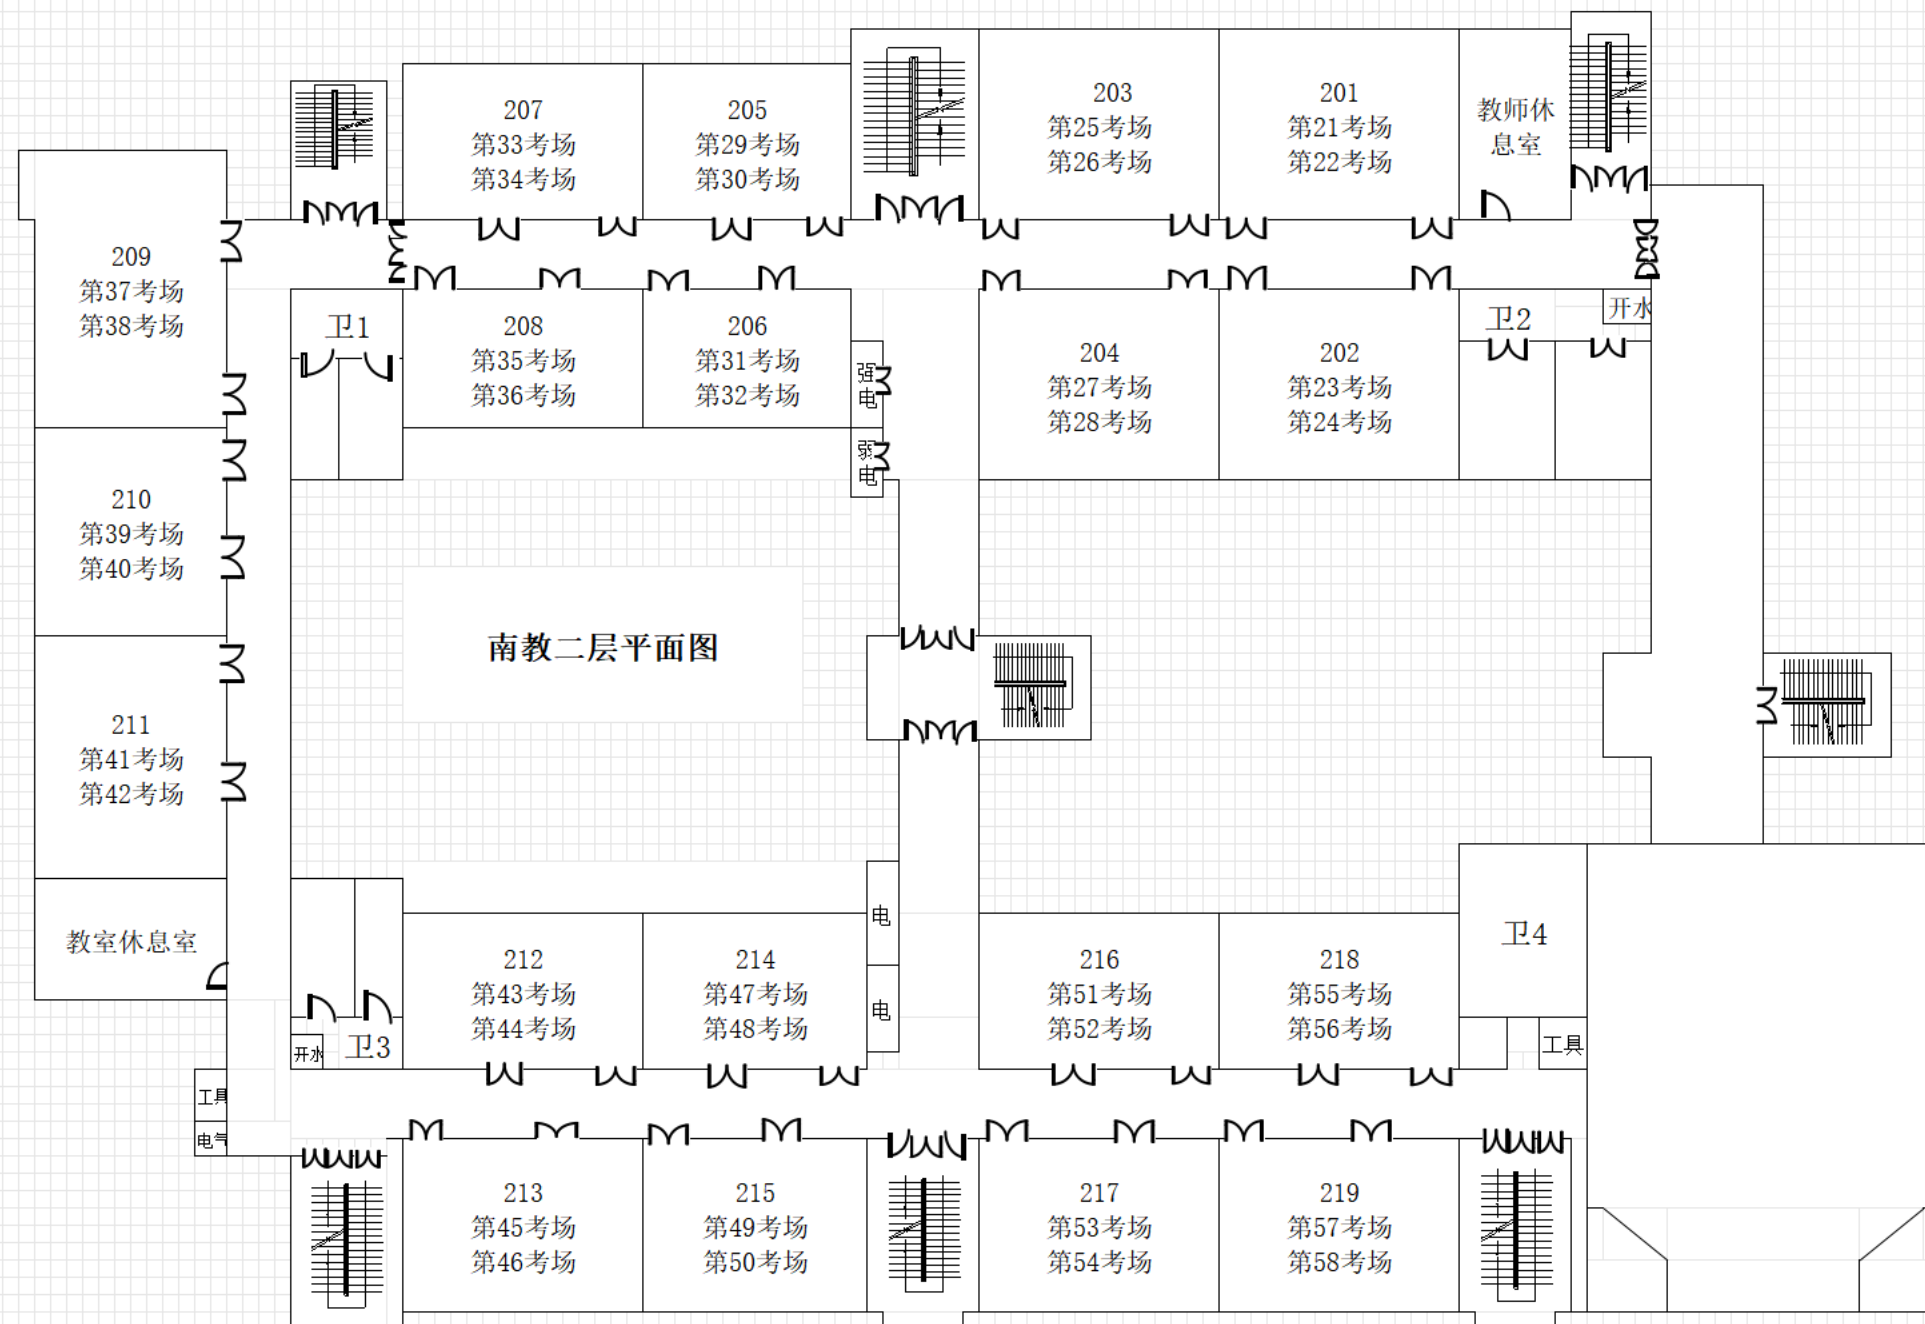 207
第33考场
第34考场
205
第29考场
第30考场
203
第25考场
第26考场
201
第21考场
第22考场
教师休
息室
209
第37考场
第38考场
卫1
208
第35考场
第36考场
206
第31考场
第32考场
强
电
弱
电
204
第27考场
第28考场
202
第23考场
第24考场
卫2
开水
210
第39考场
第40考场
南教二层平面图
211
第41考场
第42考场
教室休息室
开水
卫3
212
第43考场
第44考场
214
第47考场
第48考场
电
电
216
第51考场
第52考场
218
第55考场
第56考场
卫4
工具
工具
电气
213
第45考场
第46考场
215
第49考场
第50考场
217
第53考场
第54考场
219
第57考场
第58考场